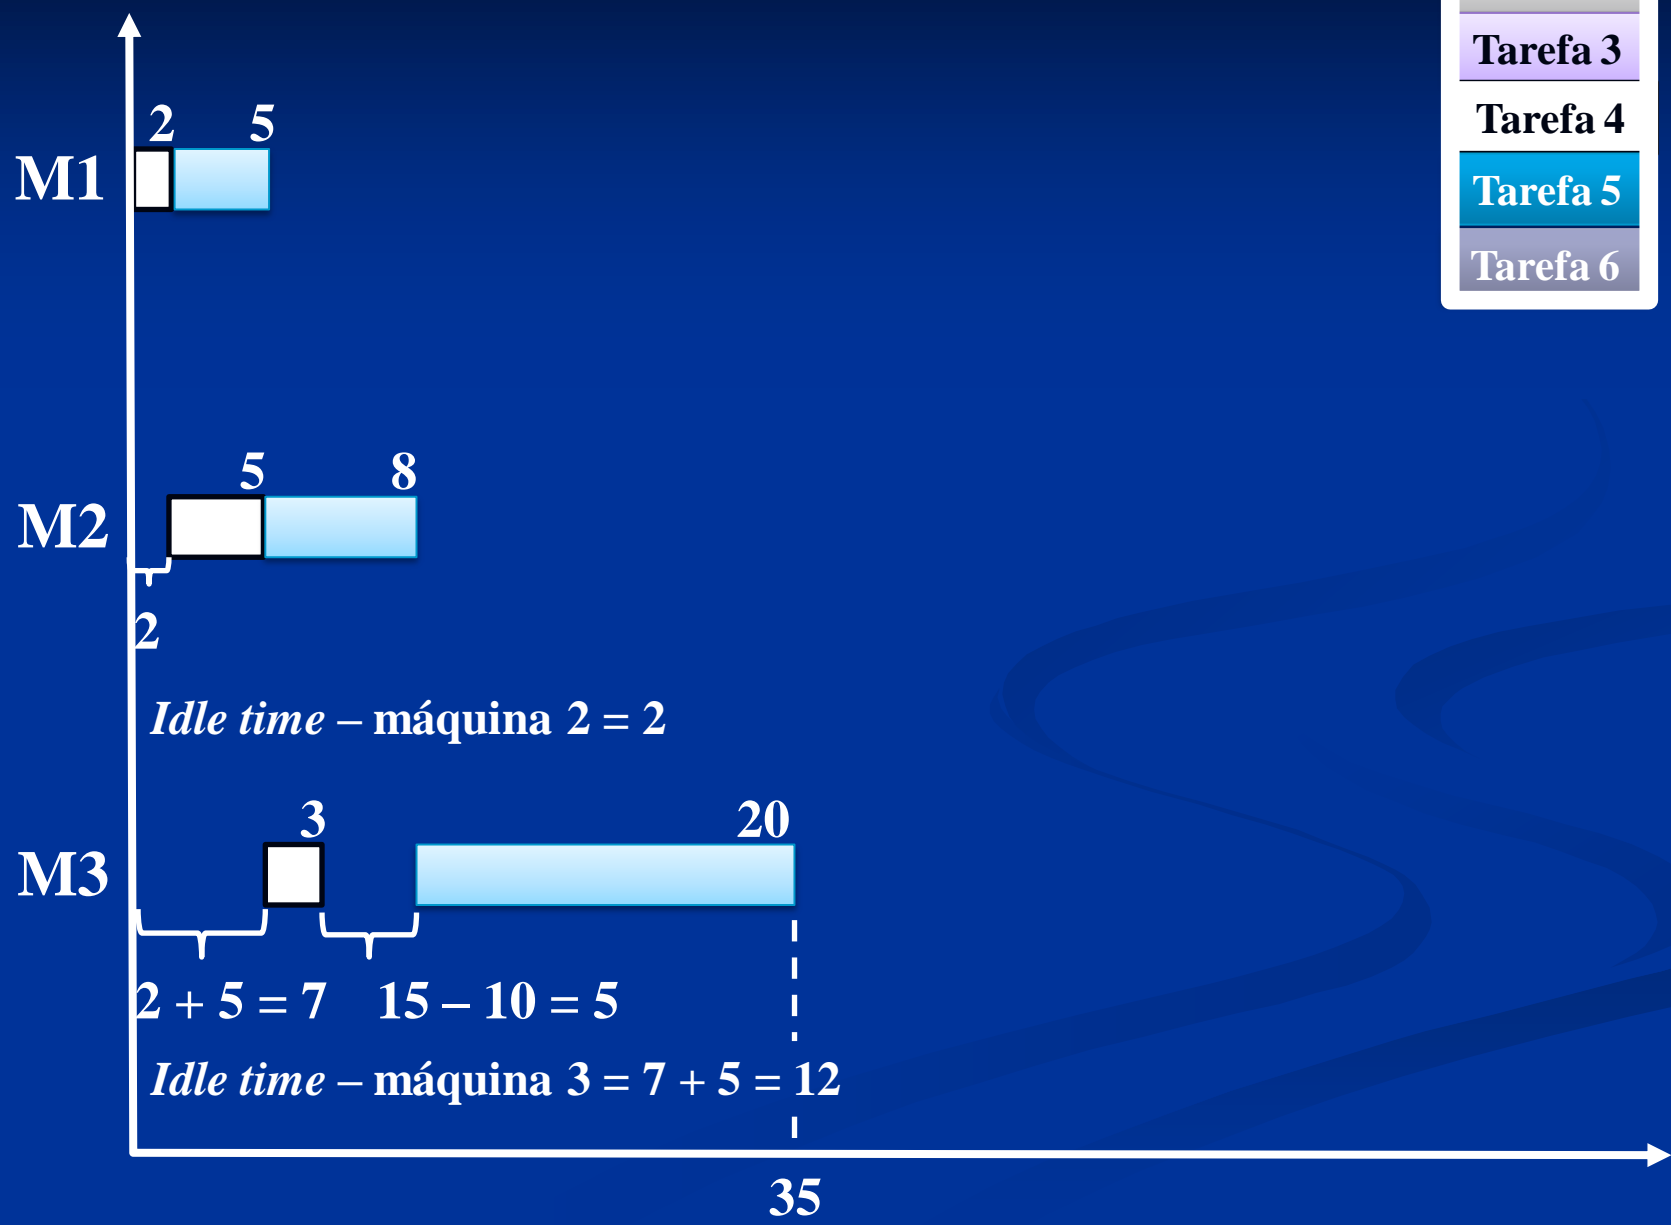 Tarefa 3
Tarefa 4
Tarefa 5
Tarefa 6
2 5
M1
5 8
M2
2
Idle time – máquina 2 = 2
3 20
M3
2 + 5 = 7 15 – 10 = 5
Idle time – máquina 3 = 7 + 5 = 12
35